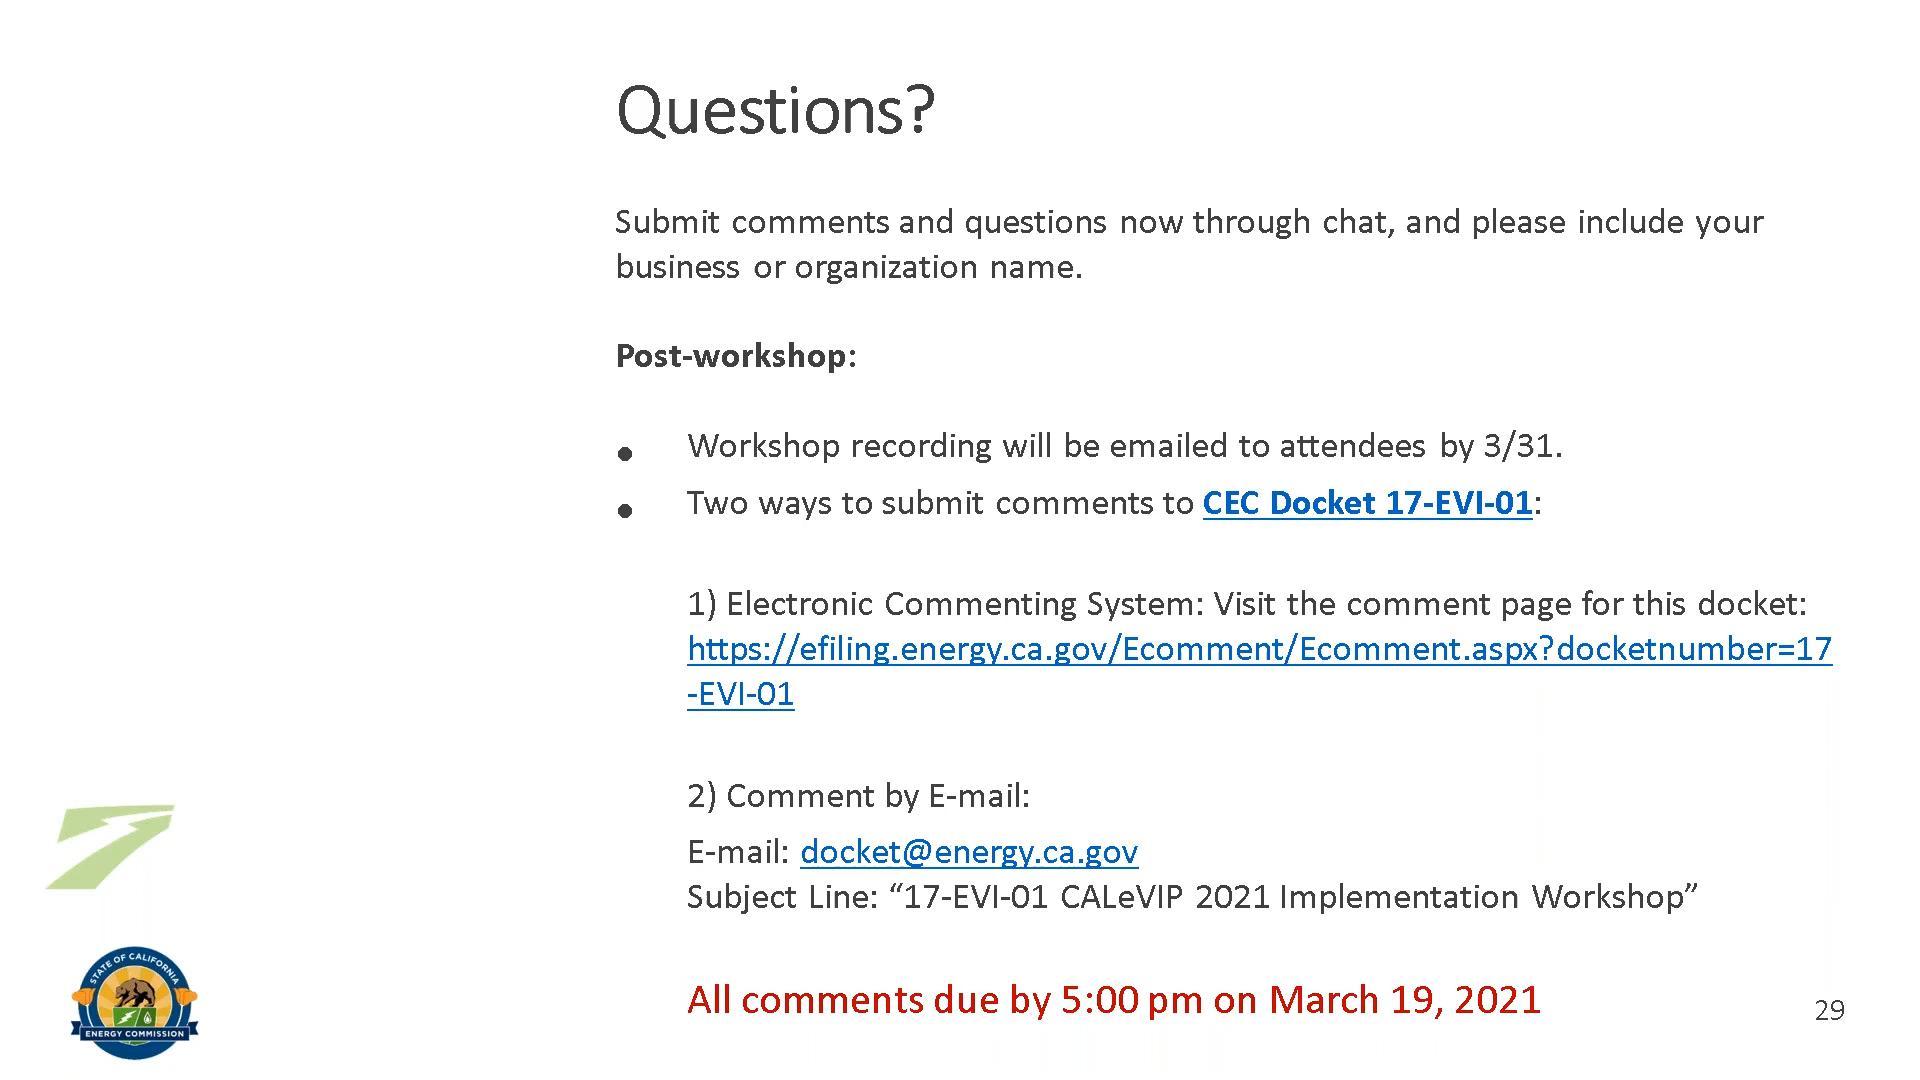 Questions?
Submit comments and questions now through chat, and please include your
business or organization name.
Post-workshop:
• Workshop recording will be emailed to attendees by 3/31.
• Two ways to submit comments to CEC Docket 17-EVI-01:
1) Electronic Commenting System: Visit the comment page for this docket:
https://efiling.energy.ca.gov/Ecomment/Ecomment.aspx?docketnumber=17
-EVI-01
2) Comment by E-mail:
E-mail: docket@energy.ca.gov
Subject Line: “17-EVI-01 CALeVIP 2021 Implementation Workshop”
All comments due by 5:00 pm on March 19, 2021
29
STATE OF CALIFORNIA
ENERGY COMMISSION